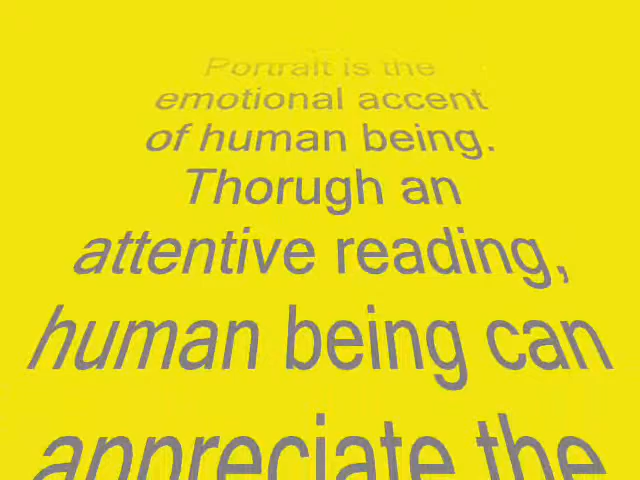 Portrait is the
emotional accent
of human being.
Thorugh an
attentive reading,
human being can
appreciate the